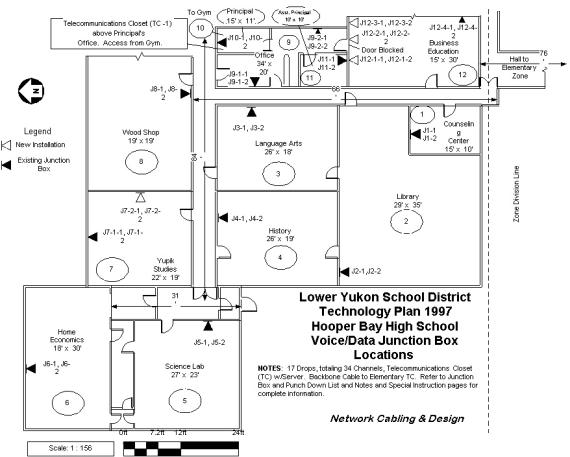 Telecommunications Closet (TC -1)
above Principal's
Office. Access from Gym.
To Gym
10
Principal
15' x 11'.
Asst. Principal
10' x 10'
J10-1, J10-
2
9
J9-2-1
J9-2-2
Office
34' x
20'
J9-1-1
J9-1-2
J11-1
J11-2
11
J12-3-1, J12-3-2
J12-2-1, J12-
2-2
Door Blocked
J12-1-1, J12-1-2
J12-4-1, J12-
4-2
Business
Education
15' x 30'
12
76
Hall to
Elementary
Zone
66
N
Legend
New Installation
Existing Junction
Box
J8-1, J8-
2
Wood Shop
19' x 19'
8
J3-1, J3-2
Language Arts
26' x 18'
3
1
J1-1
J1-2
Counselin
g
Center
15' x 10'
Library
29' x 35'
2
Zone Division Line
J7-2-1, J7-2-
2
J7-1-1, J7-1-
2
Yupik
Studies
22' x 19'
7
J4-1, J4-2
History
26' x 19'
4
J2-1, J2-2
31
Home
Economics
18' x 30'
J6-1, J6-
2
6
J5-1, J5-2
Science Lab
27' x 23'
5
Lower Yukon School District
Technology Plan 1997
Hooper Bay High School
Voice/Data Junction Box
Locations
NOTES: 17 Drops, totaling 34 Channels, Telecommunications Closet
(TC) w/Server. Backbone Cable to Elementary TC. Refer to Junction
Box and Punch Down List and Notes and Special Instruction pages for
complete information.
Network Cabling & Design
0ft 7.2ft 12ft 24ft
Scale: 1 : 156